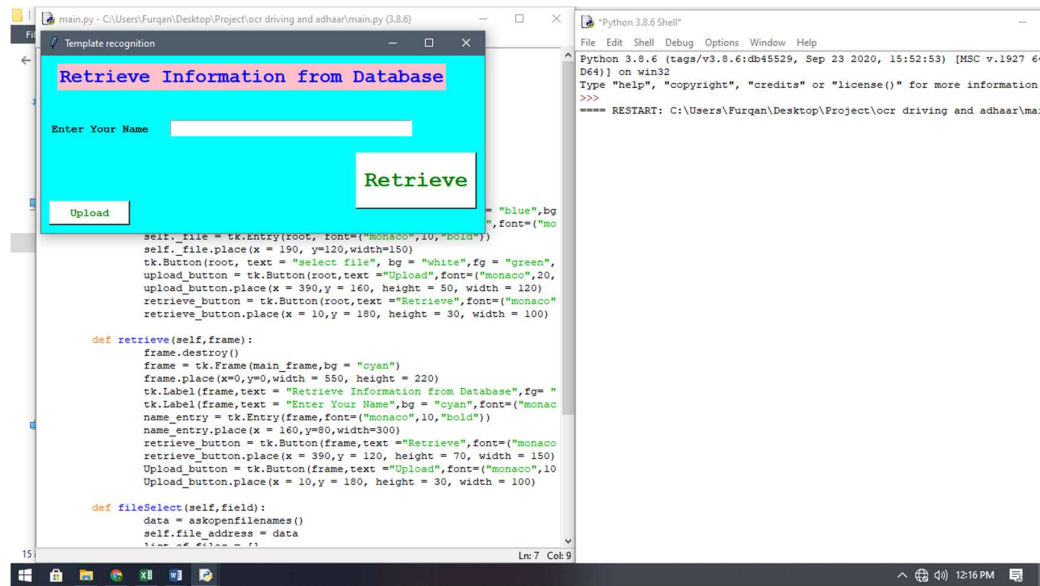 main.py - C:\Users\Furqan\Desktop\Project\ocr driving and adhaar\main.py (3.8.6)
Fil
Template recognition
Retrieve Information from Database
Enter Your Name
Retrieve
Upload
= "blue",bg
",font=("mo
self._file = tk.Entry(root, font=("monaco",10,"bold"))
self._file.place(x = 190, y=120,width=150)
tk.Button(root, text = "select file", bg = "white",fg = "green",
upload_button = tk.Button(root,text ="Upload",font=("monaco",20,
upload_button.place(x = 390,y = 160, height = 50, width = 120)
retrieve_button = tk.Button(root,text ="Retrieve",font=("monaco"
retrieve_button.place(x = 10,y = 180, height = 30, width = 100)
def retrieve(self,frame):
frame.destroy()
frame = tk.Frame(main_frame,bg = "cyan")
frame.place(x=0,y=0,width = 550, height = 220)
tk.Label(frame,text = "Retrieve Information from Database",fg= "
tk.Label(frame,text = "Enter Your Name",bg = "cyan",font=("monac
name_entry = tk.Entry(frame,font=("monaco",10,"bold"))
name_entry.place(x = 160,y=80,width=300)
retrieve_button = tk.Button(frame,text ="Retrieve",font=("monaco
retrieve_button.place(x = 390,y = 120, height = 70, width = 150)
Upload_button = tk.Button(frame,text ="Upload",font=("monaco",10
Upload_button.place(x = 10,y = 180, height = 30, width = 100)
def fileSelect(self,field):
data = askopenfilenames()
self.file_address = data
list_of_files = []
15
Ln: 7 Col: 9
*Python 3.8.6 Shell*
File Edit Shell Debug Options Window Help
Python 3.8.6 (tags/v3.8.6:db45529, Sep 23 2020, 15:52:53) [MSC v.1927 6
D64)] on win32
Type "help", "copyright", "credits" or "license()" for more information
>>>
==== RESTART: C:\Users\Furqan\Desktop\Project\ocr driving and adhaar\mai
12:16 PM